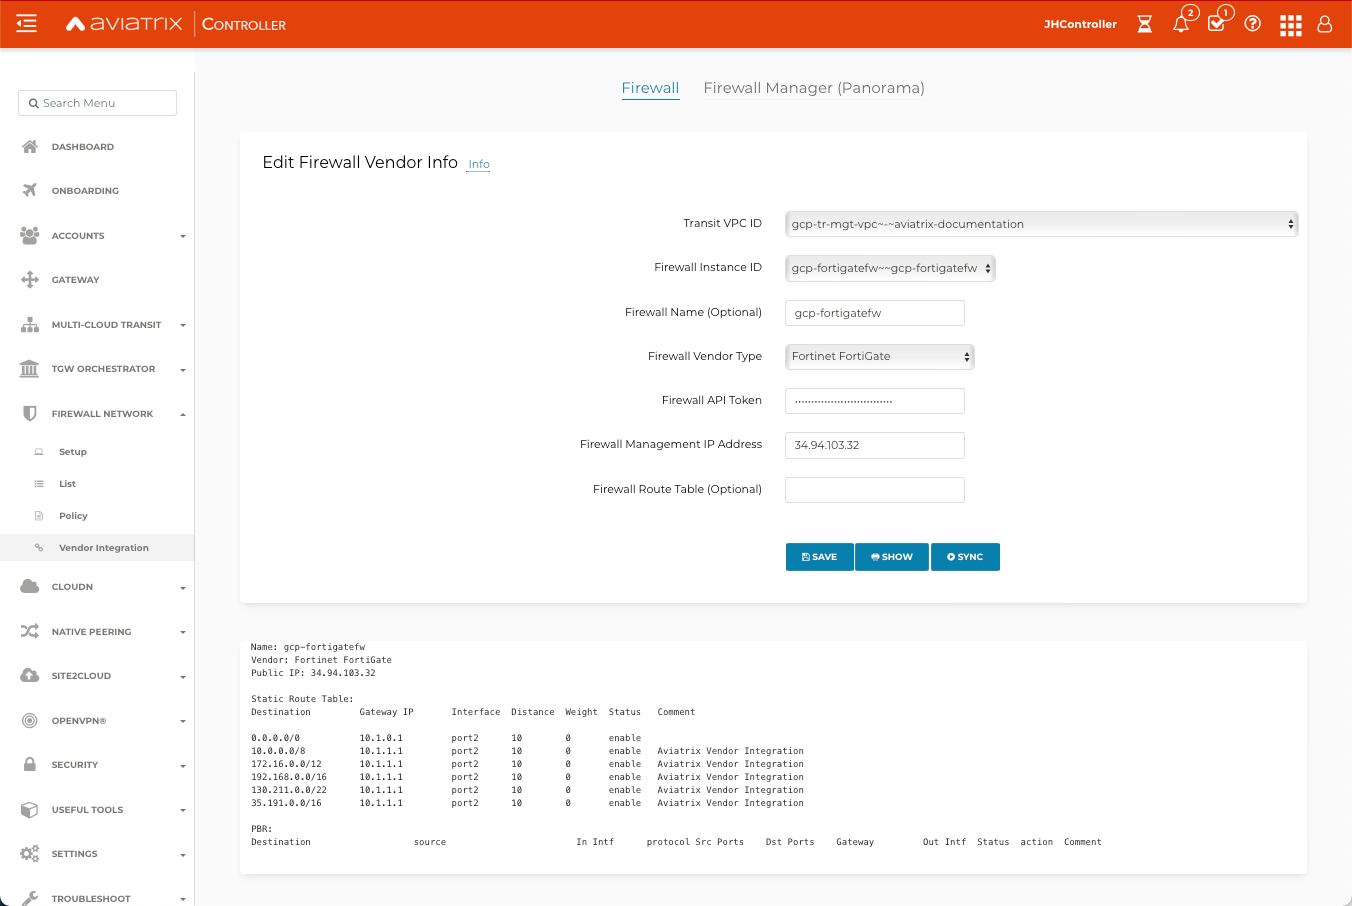 aviatrix CONTROLLER
JHController
2
1
Search Menu
DASHBOARD
ONBOARDING
ACCOUNTS
GATEWAY
MULTI-CLOUD TRANSIT
TGW ORCHESTRATOR
FIREWALL NETWORK
Setup
List
Policy
Vendor Integration
CLOUDN
NATIVE PEERING
SITE2CLOUD
OPENVPN®
SECURITY
USEFUL TOOLS
SETTINGS
TROUBLESHOOT
Firewall Firewall Manager (Panorama)
Edit Firewall Vendor Info Info
Transit VPC ID gcp-tr-mgt-vpc~-~aviatrix-documentation
Firewall Instance ID gcp-fortigatefw~~gcp-fortigatefw
Firewall Name (Optional) gcp-fortigatefw
Firewall Vendor Type Fortinet FortiGate
Firewall API Token ······························
Firewall Management IP Address 34.94.103.32
Firewall Route Table (Optional)
SAVE SHOW SYNC
Name: gcp-fortigatefw
Vendor: Fortinet FortiGate
Public IP: 34.94.103.32
Static Route Table:
Destination Gateway IP Interface Distance Weight Status Comment
0.0.0.0/0 10.1.0.1 port2 10 0 enable
10.0.0.0/8 10.1.1.1 port2 10 0 enable Aviatrix Vendor Integration
172.16.0.0/12 10.1.1.1 port2 10 0 enable Aviatrix Vendor Integration
192.168.0.0/16 10.1.1.1 port2 10 0 enable Aviatrix Vendor Integration
130.211.0.0/22 10.1.1.1 port2 10 0 enable Aviatrix Vendor Integration
35.191.0.0/16 10.1.1.1 port2 10 0 enable Aviatrix Vendor Integration
PBR:
Destination source In Intf protocol Src Ports Dst Ports Gateway Out Intf Status action Comment